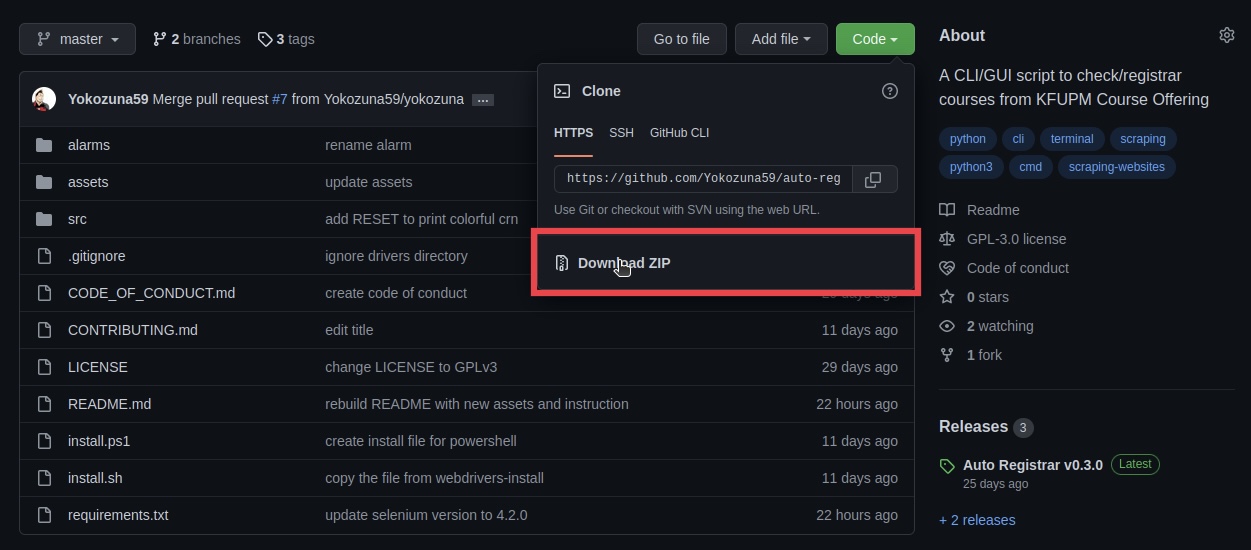 master 2 branches 3 tags Go to file Add file Code
Yokozuna59 Merge pull request #7 from Yokozuna59/yokozuna ...
alarms rename alarm
assets update assets
src add RESET to print colorful crn
.gitignore ignore drivers directory
CODE_OF_CONDUCT.md create code of conduct
CONTRIBUTING.md edit title 11 days ago
LICENSE change LICENSE to GPLv3 29 days ago
README.md rebuild README with new assets and instruction 22 hours ago
install.ps1 create install file for powershell 11 days ago
install.sh copy the file from webdrivers-install 11 days ago
requirements.txt update selenium version to 4.2.0 22 hours ago
Clone
HTTPS SSH GitHub CLI
https://github.com/Yokozuna59/auto-reg
Use Git or checkout with SVN using the web URL.
Download ZIP
About
A CLI/GUI script to check/registrar
courses from KFUPM Course Offering
python cli terminal scraping
python3 cmd scraping-websites
Readme
GPL-3.0 license
Code of conduct
0 stars
2 watching
1 fork
Releases 3
Auto Registrar v0.3.0 Latest
25 days ago
+ 2 releases